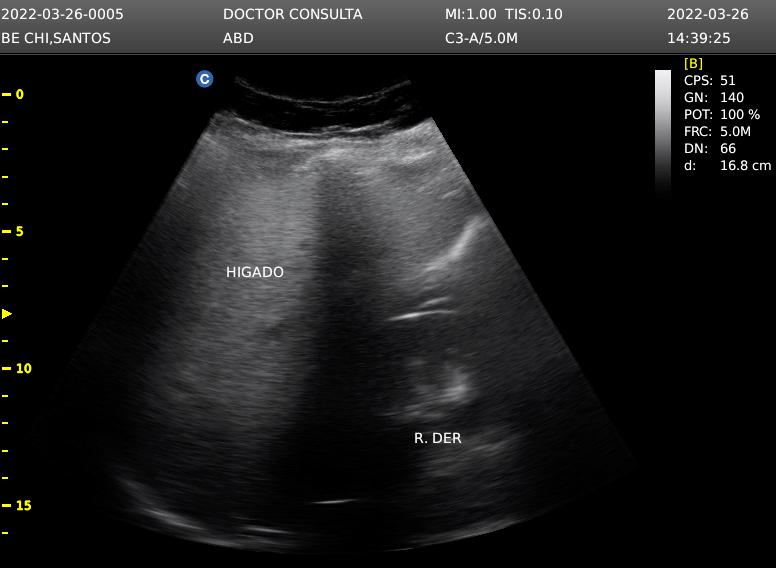 2022-03-26-0005 DOCTOR CONSULTA MI:1.00 TIS:0.10 2022-03-26
BE CHI,SANTOS ABD C3-A/5.0M 14:39:25
C
[B]
CPS: 51
GN: 140
POT: 100 %
FRC: 5.0M
DN: 66
d: 16.8 cm
0
5
HIGADO
10
R. DER
15